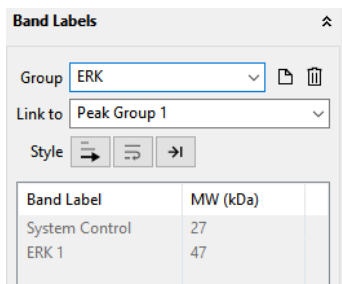 Band Labels
Group ERK
Link to Peak Group 1
Style
Band Label MW (kDa)
System Control 27
ERK 1 47